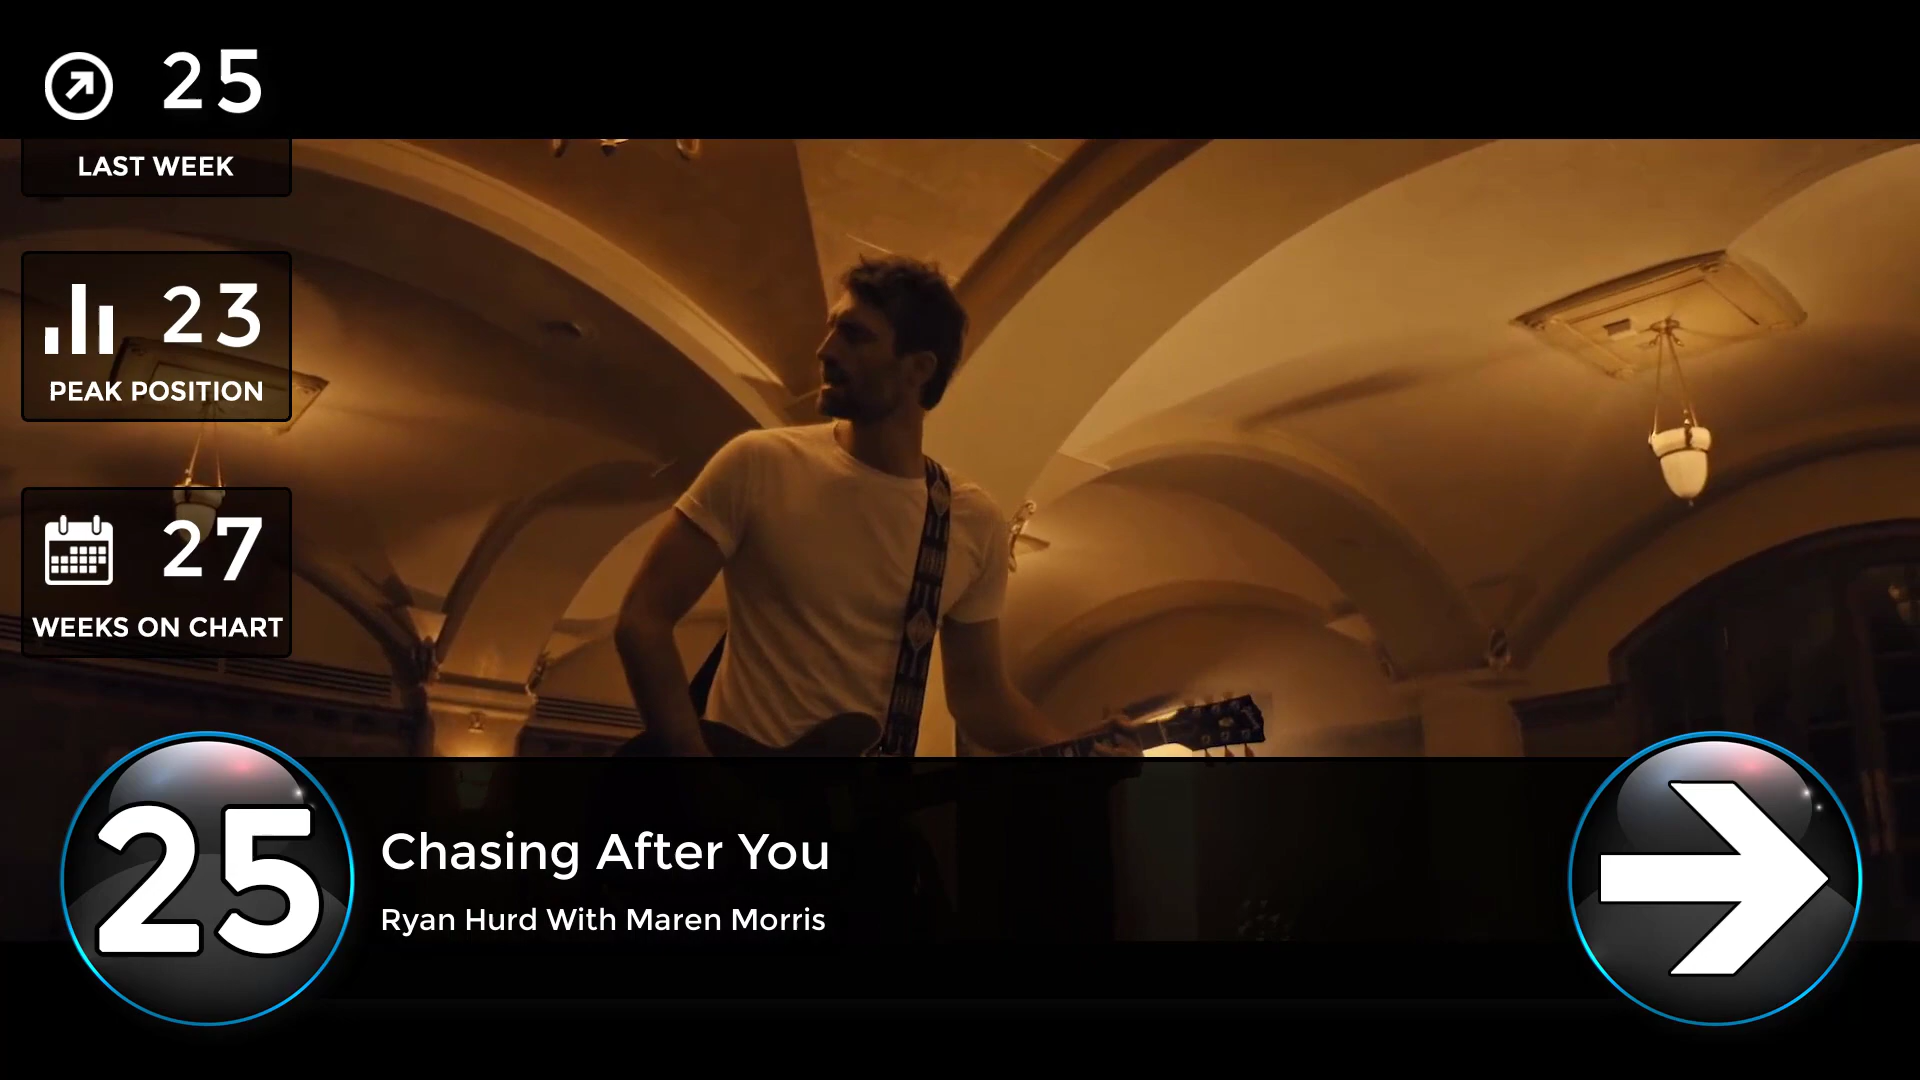 25
LAST WEEK
23
PEAK POSITION
27
WEEKS ON CHART
25
Chasing After You
Ryan Hurd With Maren Morris